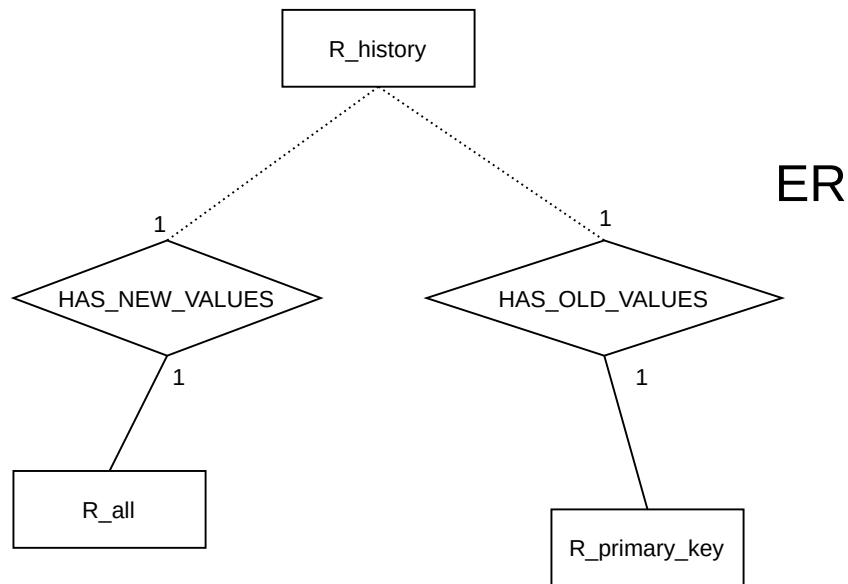 R_history
ER
1
1
HAS_NEW_VALUES
HAS_OLD_VALUES
1
1
R_all
R_primary_key